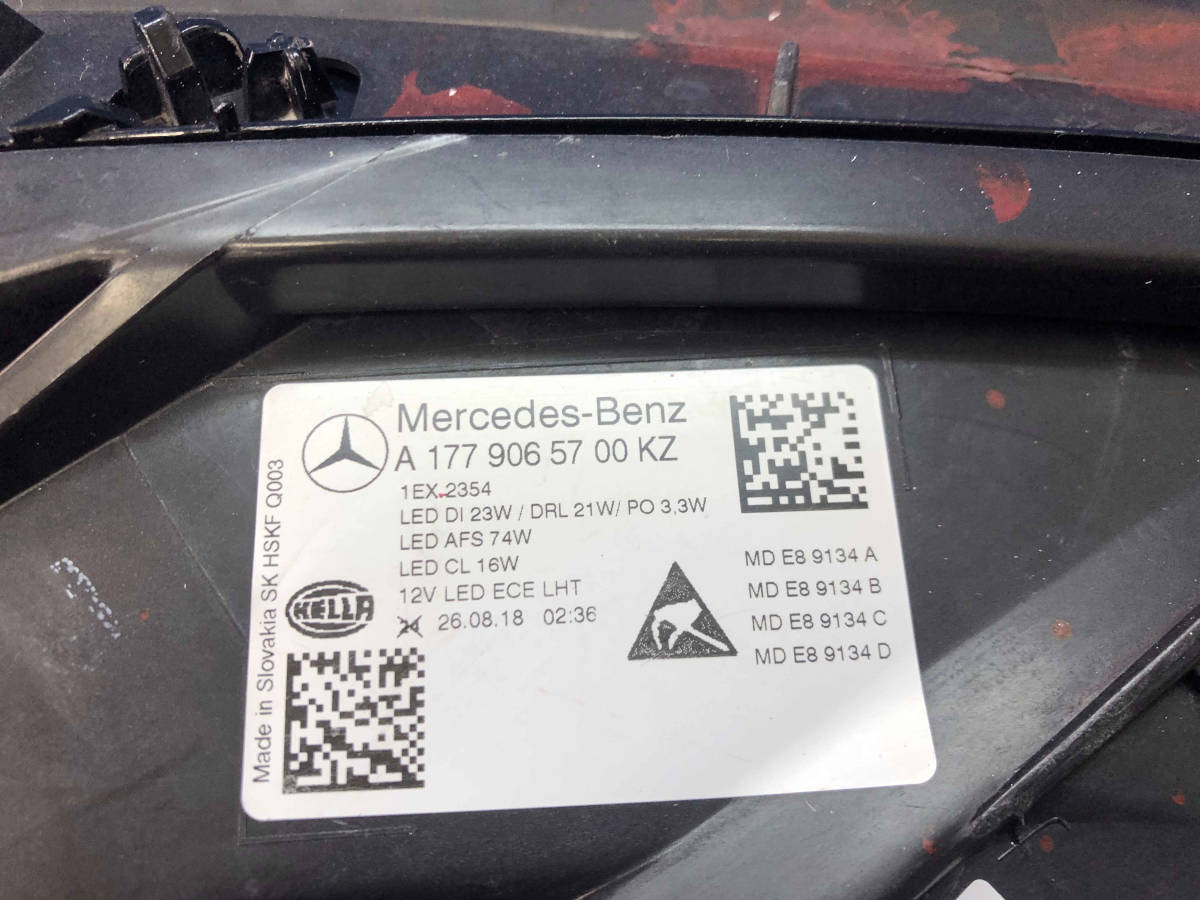 Mercedes-Benz
A 177 906 57 00 KZ
1EX.2354
LED DI 23W / DRL 21W/ PO 3,3W
LED AFS 74W
LED CL 16W
12V LED ECE LHT
26.08.18 02:36
HELLA
Made in Slovakia SK HSKF Q003
MD E8 9134 A
MD E8 9134 B
MD E8 9134 C
MD E8 9134 D